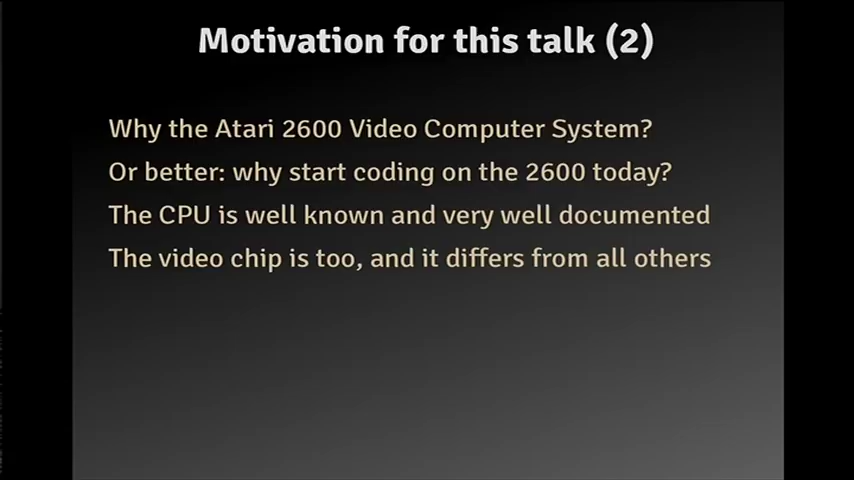 Motivation for this talk (2)
Why the Atari 2600 Video Computer System?
Or better: why start coding on the 2600 today?
The CPU is well known and very well documented
The video chip is too, and it differs from all others